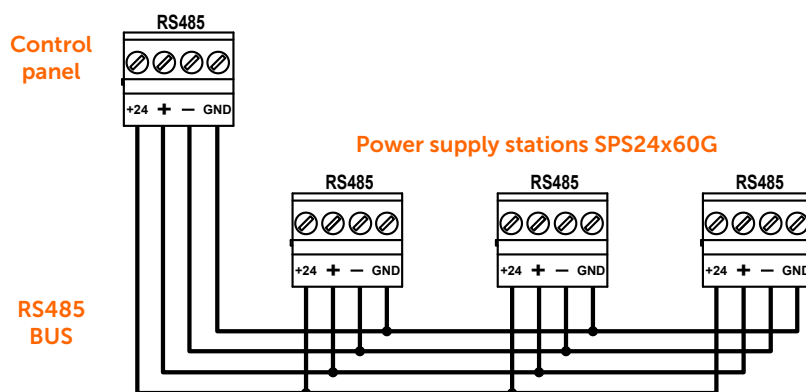 RS485
Control
panel
+24 + − GND
Power supply stations SPS24x60G
RS485 RS485 RS485
+24 + − GND +24 + − GND +24 + − GND
RS485
BUS